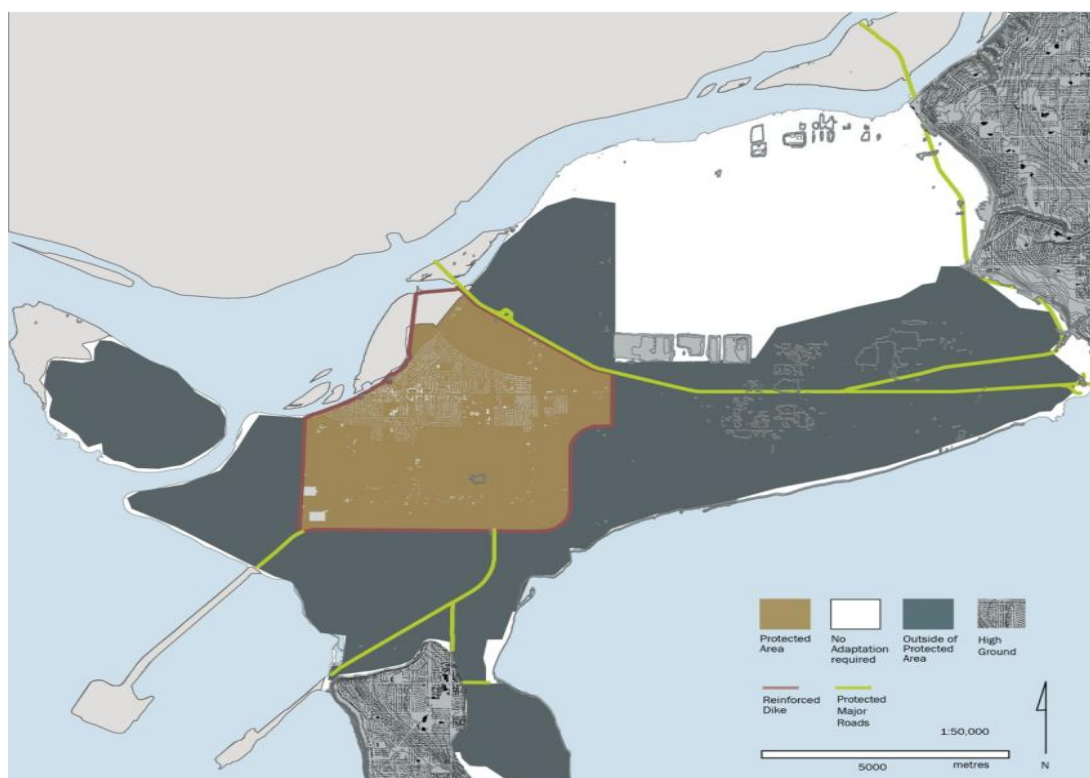 Protected
Area
No
Adaptation
required
Outside of
Protected
Area
High
Ground
Reinforced
Dike
Protected
Major
Roads
1:50,000
5000 metres
N